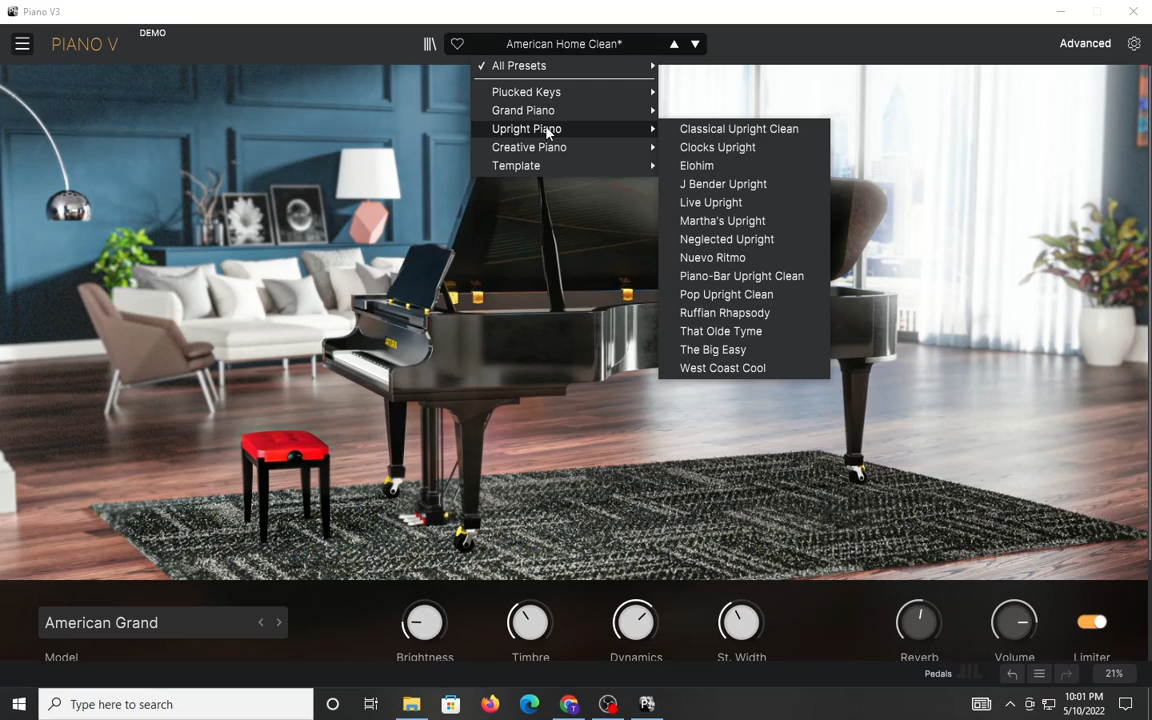 Piano V3
PIANO V
DEMO
American Home Clean*
Advanced
✓ All Presets
Plucked Keys
Grand Piano
Upright Piano
Creative Piano
Template
Classical Upright Clean
Clocks Upright
Elohim
J Bender Upright
Live Upright
Martha's Upright
Neglected Upright
Nuevo Ritmo
Piano-Bar Upright Clean
Pop Upright Clean
Ruffian Rhapsody
That Olde Tyme
The Big Easy
West Coast Cool
American Grand
Model
Brightness
Timbre
Dynamics
St. Width
Reverb
Volume
Limiter
Pedals
21%
Type here to search
10:01 PM
5/10/2022